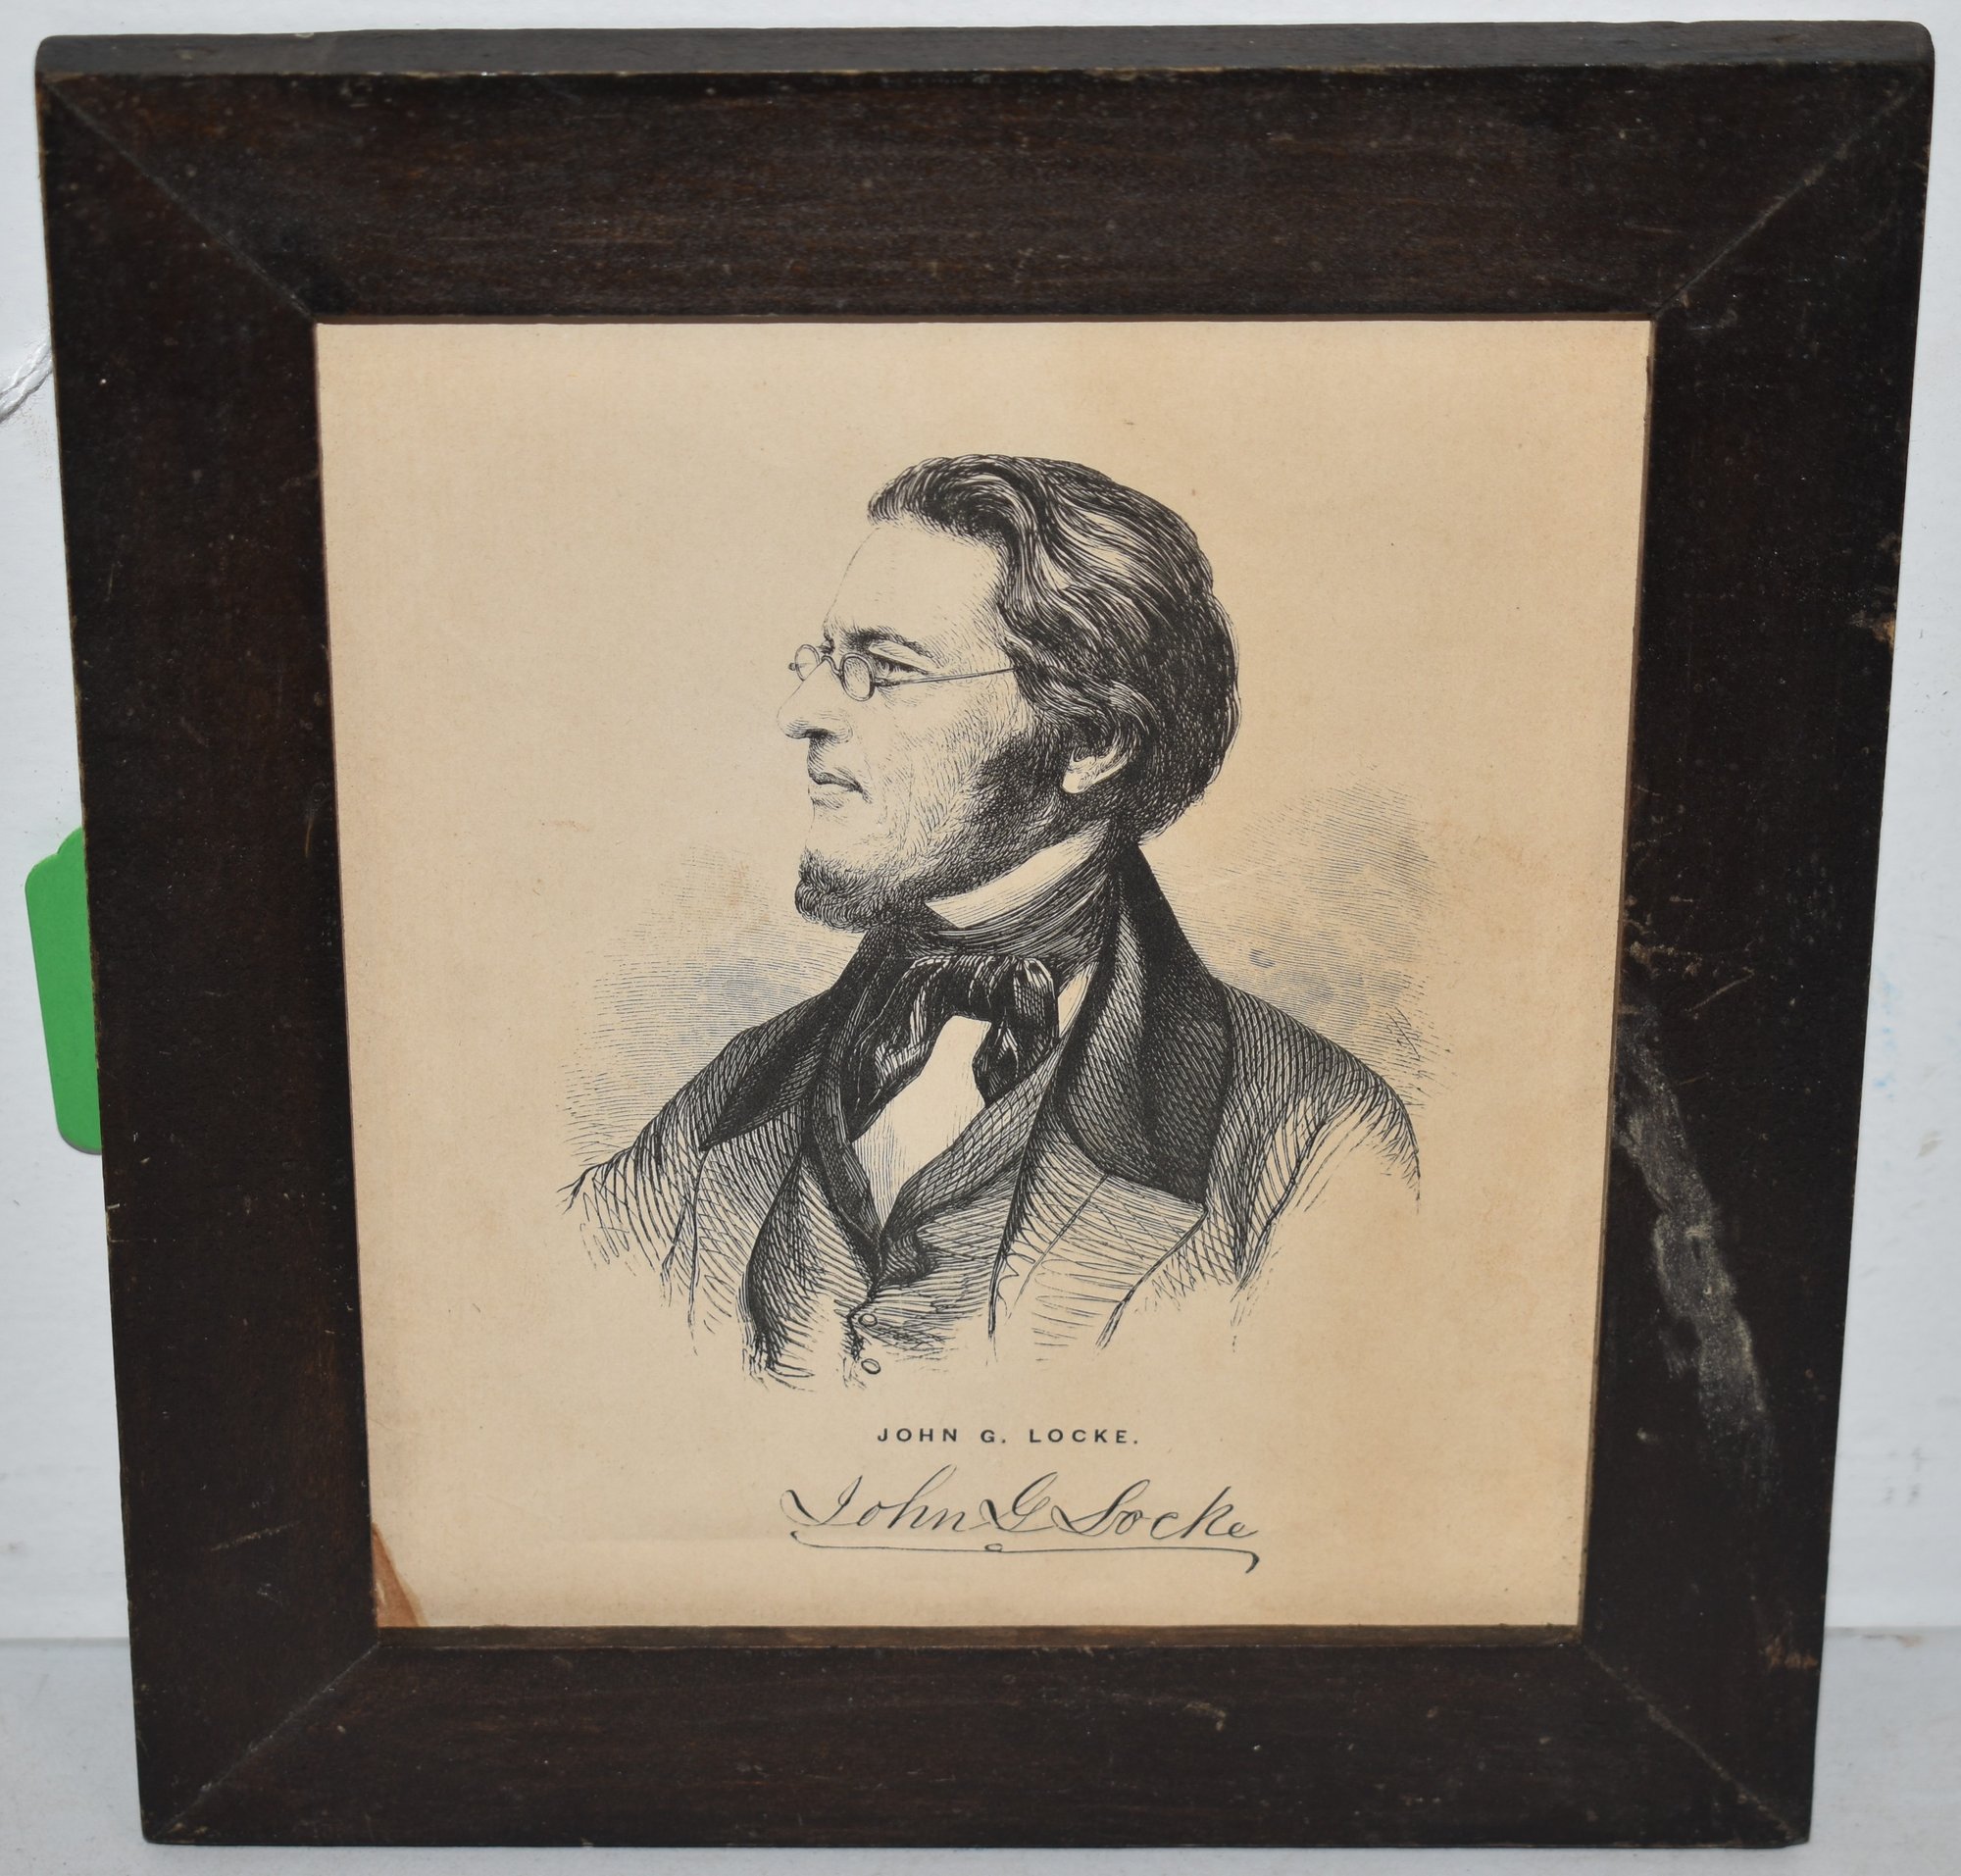 JOHN G. LOCKE.
John G Locke